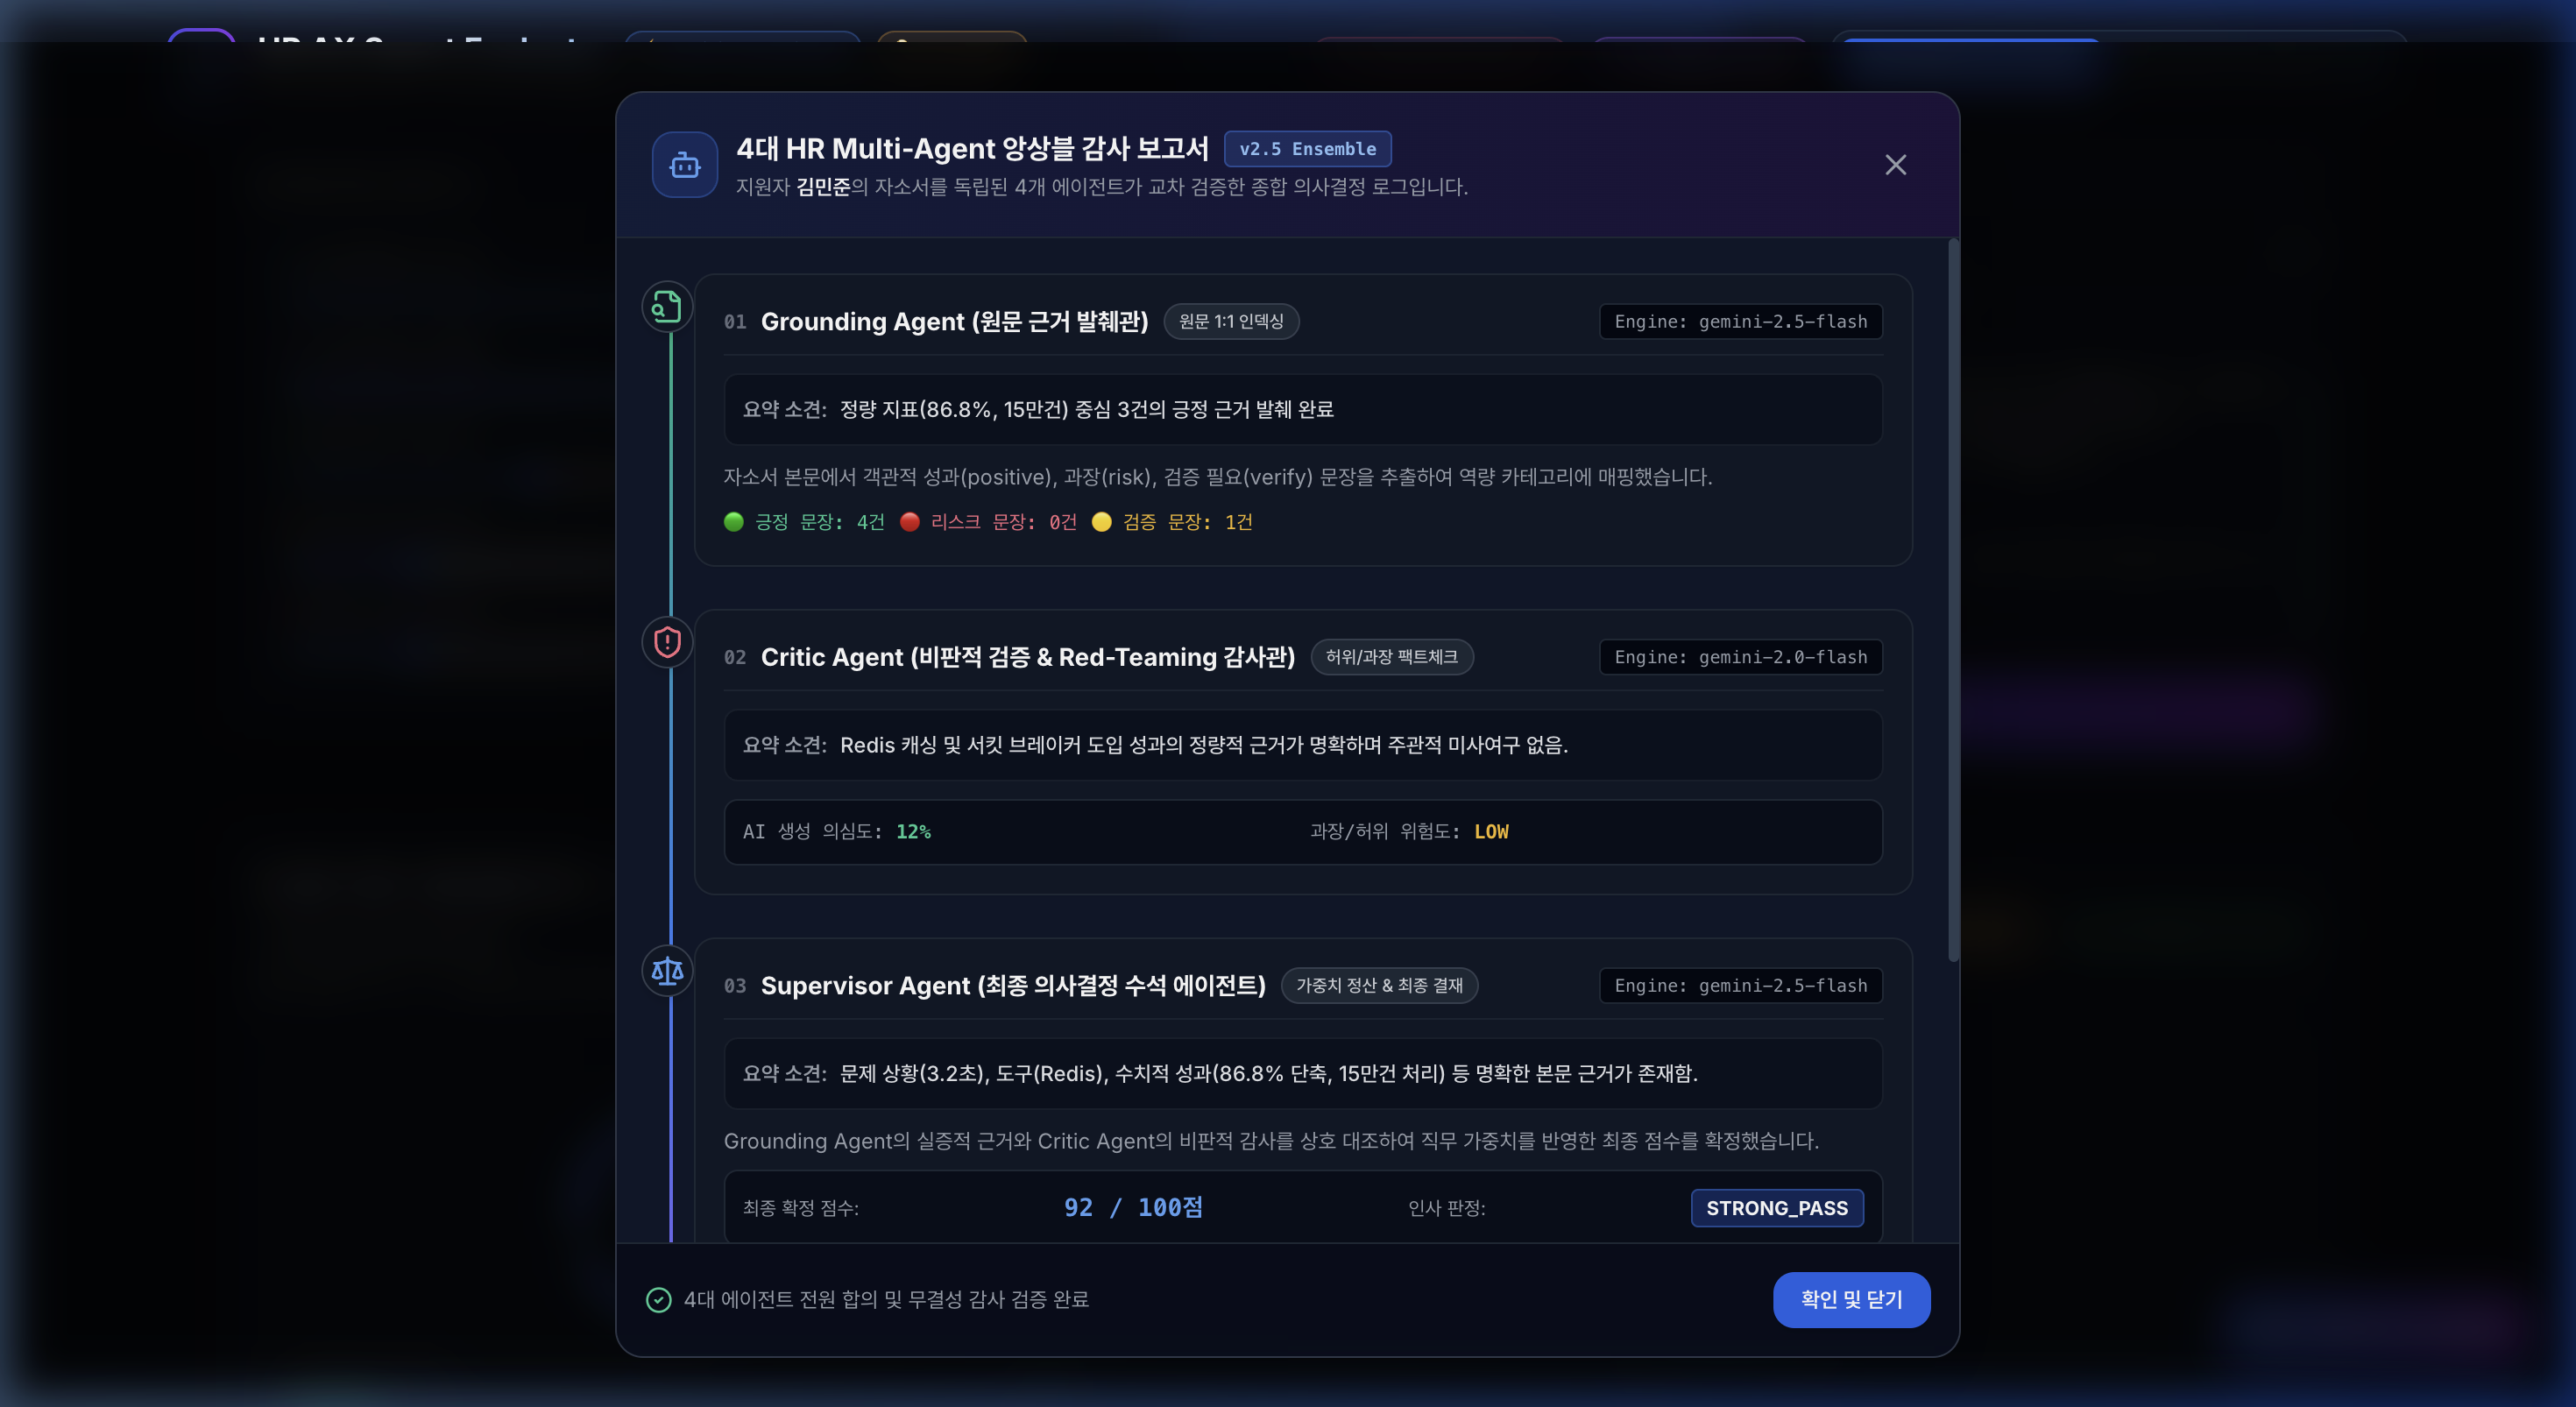 4대 HR Multi-Agent 앙상블 감사 보고서 v2.5 Ensemble
지원자 김민준의 자소서를 독립된 4개 에이전트가 교차 검증한 종합 의사결정 로그입니다.
01 Grounding Agent (원문 근거 발췌관) 원문 1:1 인덱싱 Engine: gemini-2.5-flash
요약 소견: 정량 지표(86.8%, 15만건) 중심 3건의 긍정 근거 발췌 완료
자소서 본문에서 객관적 성과(positive), 과장(risk), 검증 필요(verify) 문장을 추출하여 역량 카테고리에 매핑했습니다.
긍정 문장: 4건 리스크 문장: 0건 검증 문장: 1건
02 Critic Agent (비판적 검증 & Red-Teaming 감사관) 허위/과장 팩트체크 Engine: gemini-2.0-flash
요약 소견: Redis 캐싱 및 서킷 브레이커 도입 성과의 정량적 근거가 명확하며 주관적 미사여구 없음.
AI 생성 의심도: 12% 과장/허위 위험도: LOW
03 Supervisor Agent (최종 의사결정 수석 에이전트) 가중치 정산 & 최종 결재 Engine: gemini-2.5-flash
요약 소견: 문제 상황(3.2초), 도구(Redis), 수치적 성과(86.8% 단축, 15만건 처리) 등 명확한 본문 근거가 존재함.
Grounding Agent의 실증적 근거와 Critic Agent의 비판적 감사를 상호 대조하여 직무 가중치를 반영한 최종 점수를 확정했습니다.
최종 확정 점수: 92 / 100점 인사 판정: STRONG_PASS
4대 에이전트 전원 합의 및 무결성 감사 검증 완료 확인 및 닫기